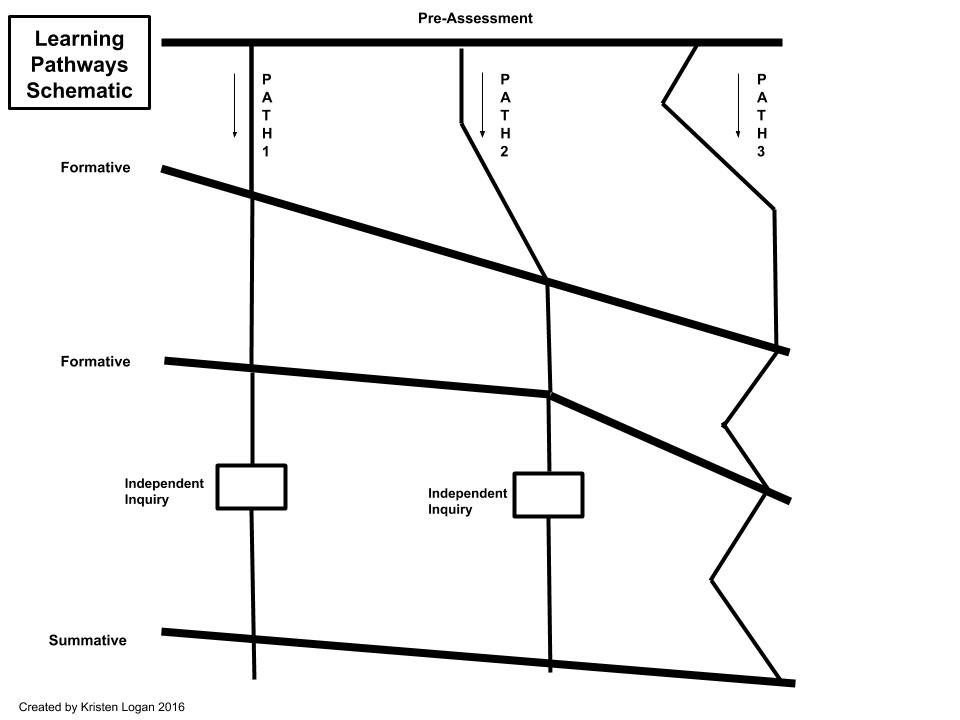 Pre-Assessment
Learning
Pathways
Schematic
P
A
T
H
1
P
A
T
H
2
P
A
T
H
3
Formative
Formative
Independent
Inquiry
Independent
Inquiry
Summative
Created by Kristen Logan 2016